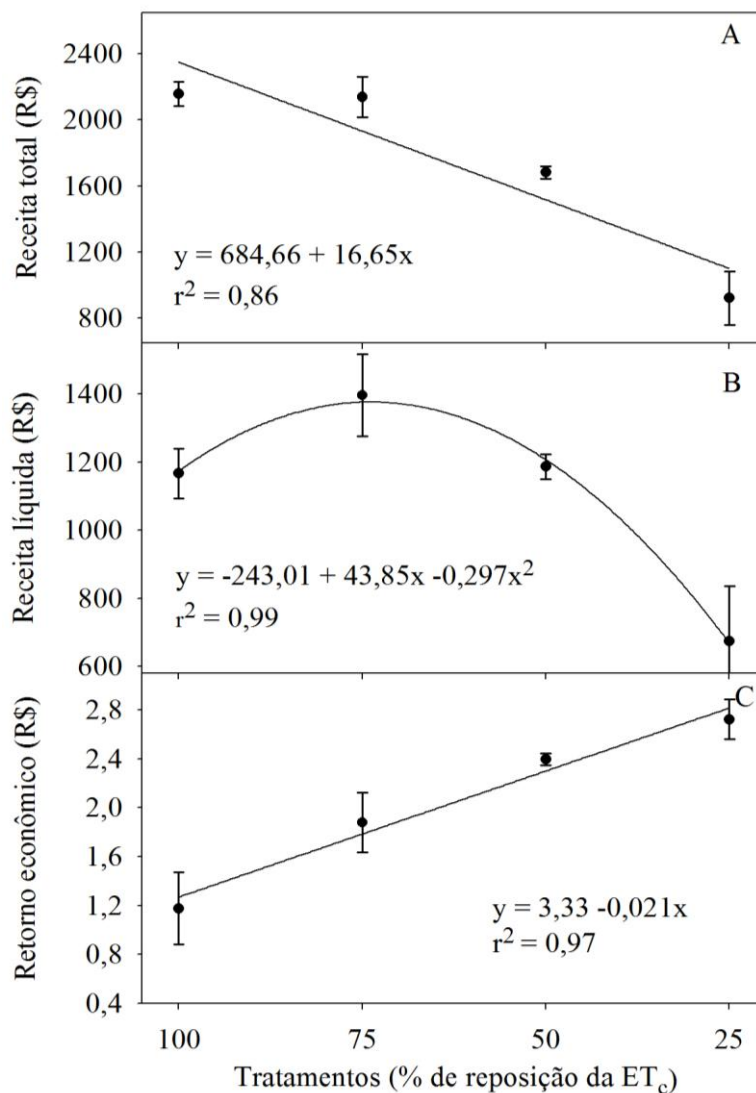 A
Receita total (R$)
2400
2000
1600
1200
800
y = 684,66 + 16,65x
r² = 0,86
B
Receita líquida (R$)
1400
1200
1000
800
600
y = -243,01 + 43,85x -0,297x²
r² = 0,99
C
Retorno econômico (R$)
2,8
2,4
2,0
1,6
1,2
0,8
0,4
y = 3,33 -0,021x
r² = 0,97
100 75 50 25
Tratamentos (% de reposição da ETc)